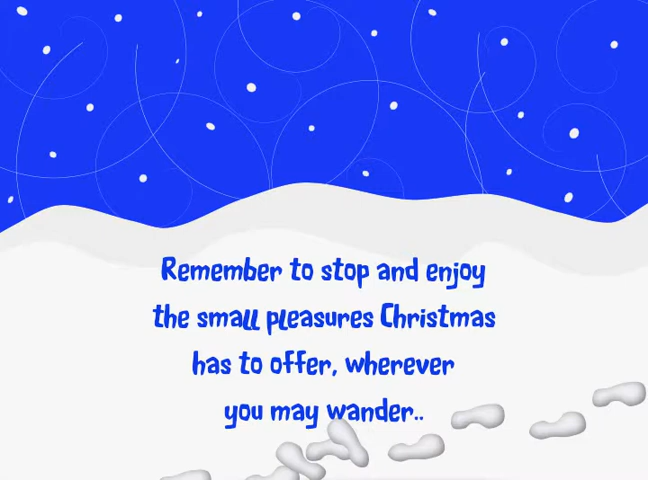 Remember to stop and enjoy
the small pleasures Christmas
has to offer, wherever
you may wander..